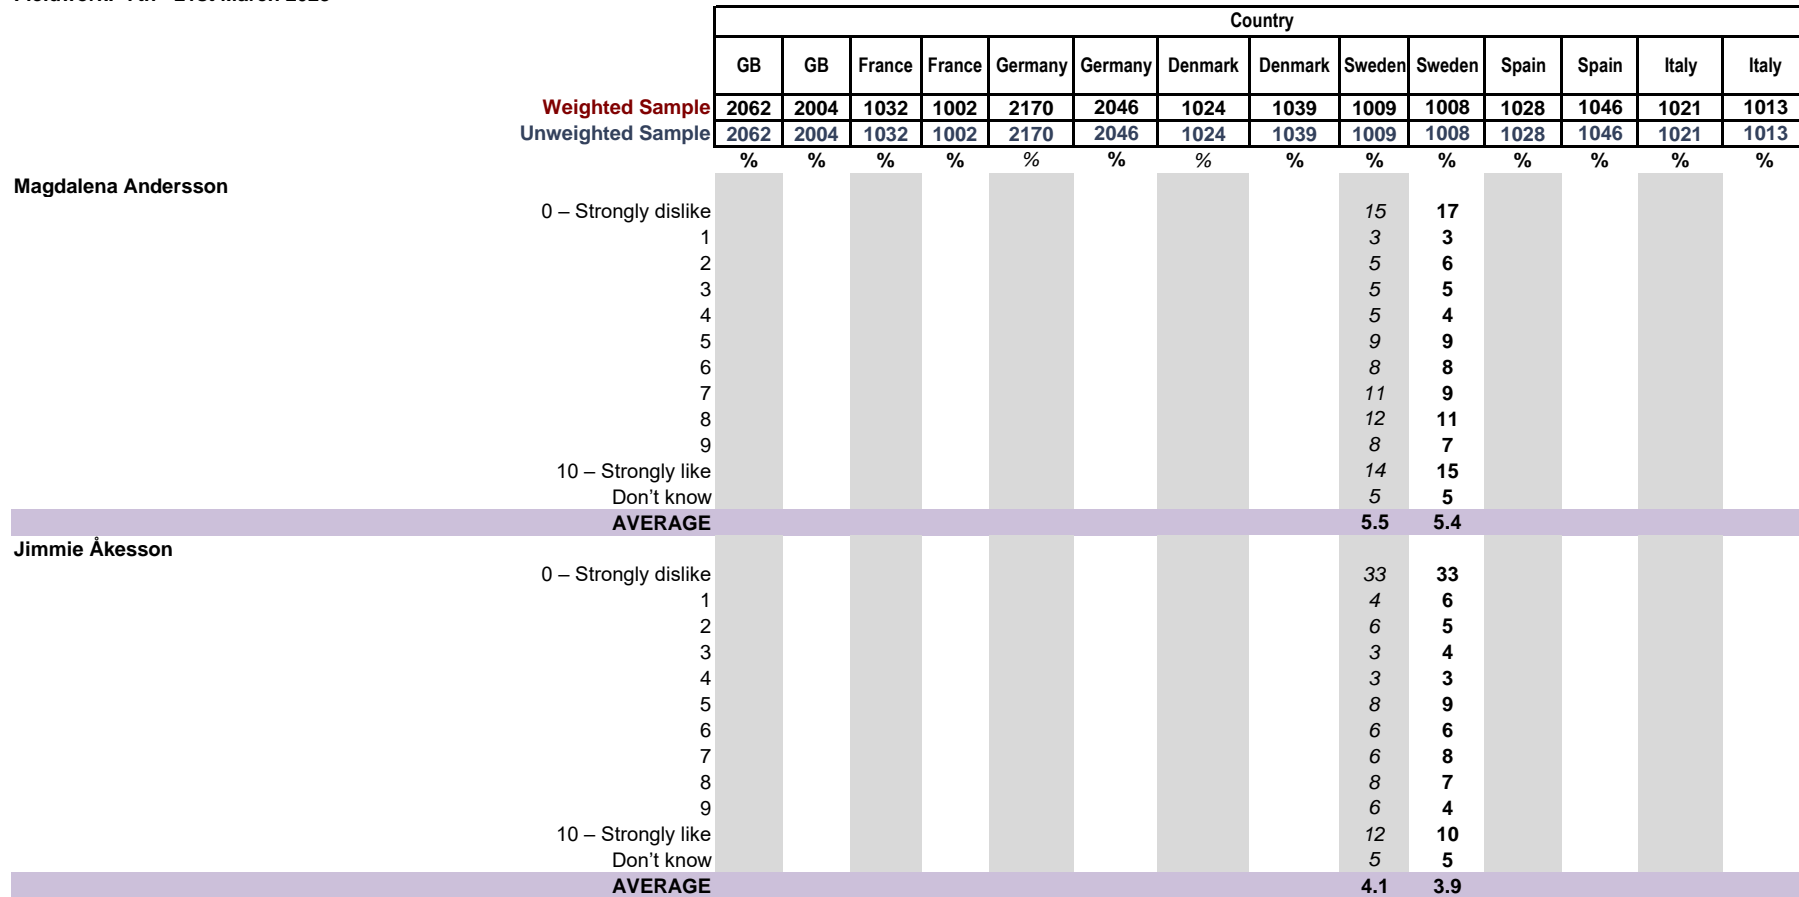 Country
GB GB France France Germany Germany Denmark Denmark Sweden Sweden Spain Spain Italy Italy
Weighted Sample 2062 2004 1032 1002 2170 2046 1024 1039 1009 1008 1028 1046 1021 1013
Unweighted Sample 2062 2004 1032 1002 2170 2046 1024 1039 1009 1008 1028 1046 1021 1013
% % % % % % % % % % % % % %
Magdalena Andersson
0 – Strongly dislike 15 17
1 3 3
2 5 6
3 5 5
4 5 4
5 9 9
6 8 8
7 11 9
8 12 11
9 8 7
10 – Strongly like 14 15
Don't know 5 5
AVERAGE 5.5 5.4
Jimmie Åkesson
0 – Strongly dislike 33 33
1 4 6
2 6 5
3 3 4
4 3 3
5 8 9
6 6 6
7 6 8
8 8 7
9 6 4
10 – Strongly like 12 10
Don't know 5 5
AVERAGE 4.1 3.9